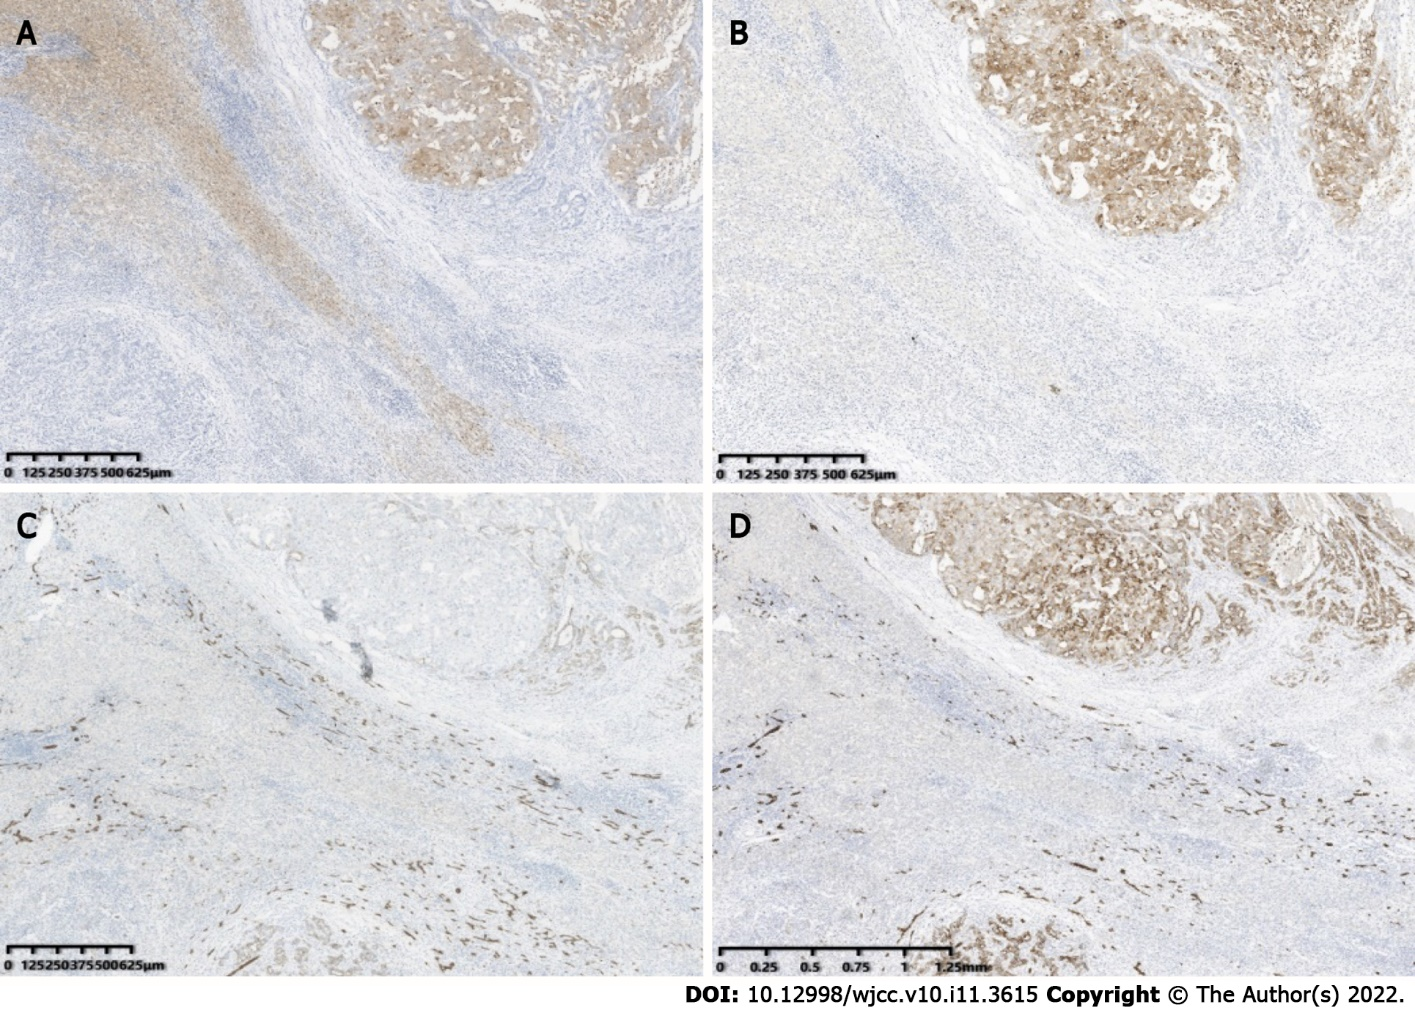 A
B
0 125 250 375 500 625µm
0 125 250 375 500 625µm
C
D
0 125250375500625µm
0 0.25 0.5 0.75 1 1.25mm
DOI: 10.12998/wjcc.v10.i11.3615 Copyright © The Author(s) 2022.